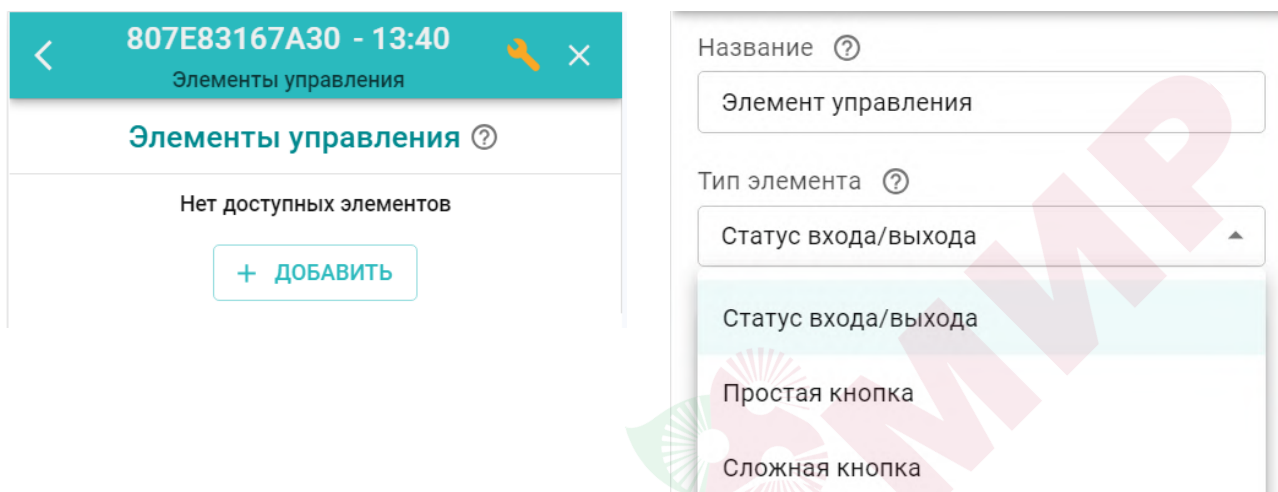 807E83167A30 - 13:40
Элементы управления
Элементы управления
Нет доступных элементов
+ ДОБАВИТЬ
Название
Элемент управления
Тип элемента
Статус входа/выхода
Статус входа/выхода
Простая кнопка
Сложная кнопка
МИР